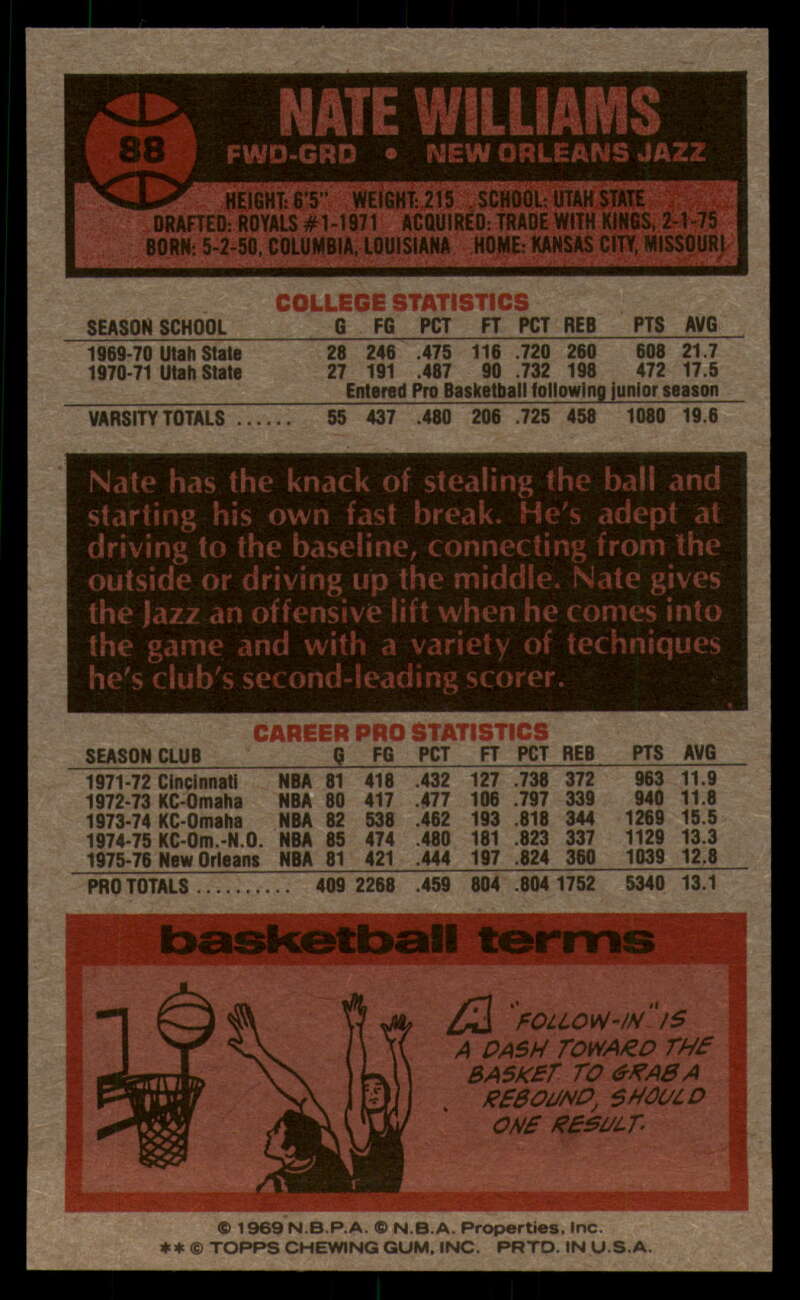 88
NATE WILLIAMS
FWD-GRD • NEW ORLEANS JAZZ
HEIGHT: 6'5" WEIGHT: 215 SCHOOL: UTAH STATE
DRAFTED: ROYALS #1-1971 ACQUIRED: TRADE WITH KINGS, 2-1-75
BORN: 5-2-50, COLUMBIA, LOUISIANA HOME: KANSAS CITY, MISSOURI
COLLEGE STATISTICS
SEASON SCHOOL G FG PCT FT PCT REB PTS AVG
1969-70 Utah State 28 246 .475 116 .720 260 608 21.7
1970-71 Utah State 27 191 .487 90 .732 198 472 17.5
Entered Pro Basketball following junior season
VARSITY TOTALS ...... 55 437 .480 206 .725 458 1080 19.6
Nate has the knack of stealing the ball and
starting his own fast break. He's adept at
driving to the baseline, connecting from the
outside or driving up the middle. Nate gives
the Jazz an offensive lift when he comes into
the game and with a variety of techniques
he's club's second-leading scorer.
CAREER PRO STATISTICS
SEASON CLUB G FG PCT FT PCT REB PTS AVG
1971-72 Cincinnati NBA 81 418 .432 127 .738 372 963 11.9
1972-73 KC-Omaha NBA 80 417 .477 106 .797 339 940 11.8
1973-74 KC-Omaha NBA 82 538 .462 193 .818 344 1269 15.5
1974-75 KC-Om.-N.O. NBA 85 474 .480 181 .823 337 1129 13.3
1975-76 New Orleans NBA 81 421 .444 197 .824 360 1039 12.8
PRO TOTALS .......... 409 2268 .459 804 .804 1752 5340 13.1
basketball terms
A "FOLLOW-IN" IS
A DASH TOWARD THE
BASKET TO GRAB A
REBOUND, SHOULD
ONE RESULT.
© 1969 N.B.P.A. © N.B.A. Properties, Inc.
** © TOPPS CHEWING GUM, INC. PRTD. IN U.S.A.